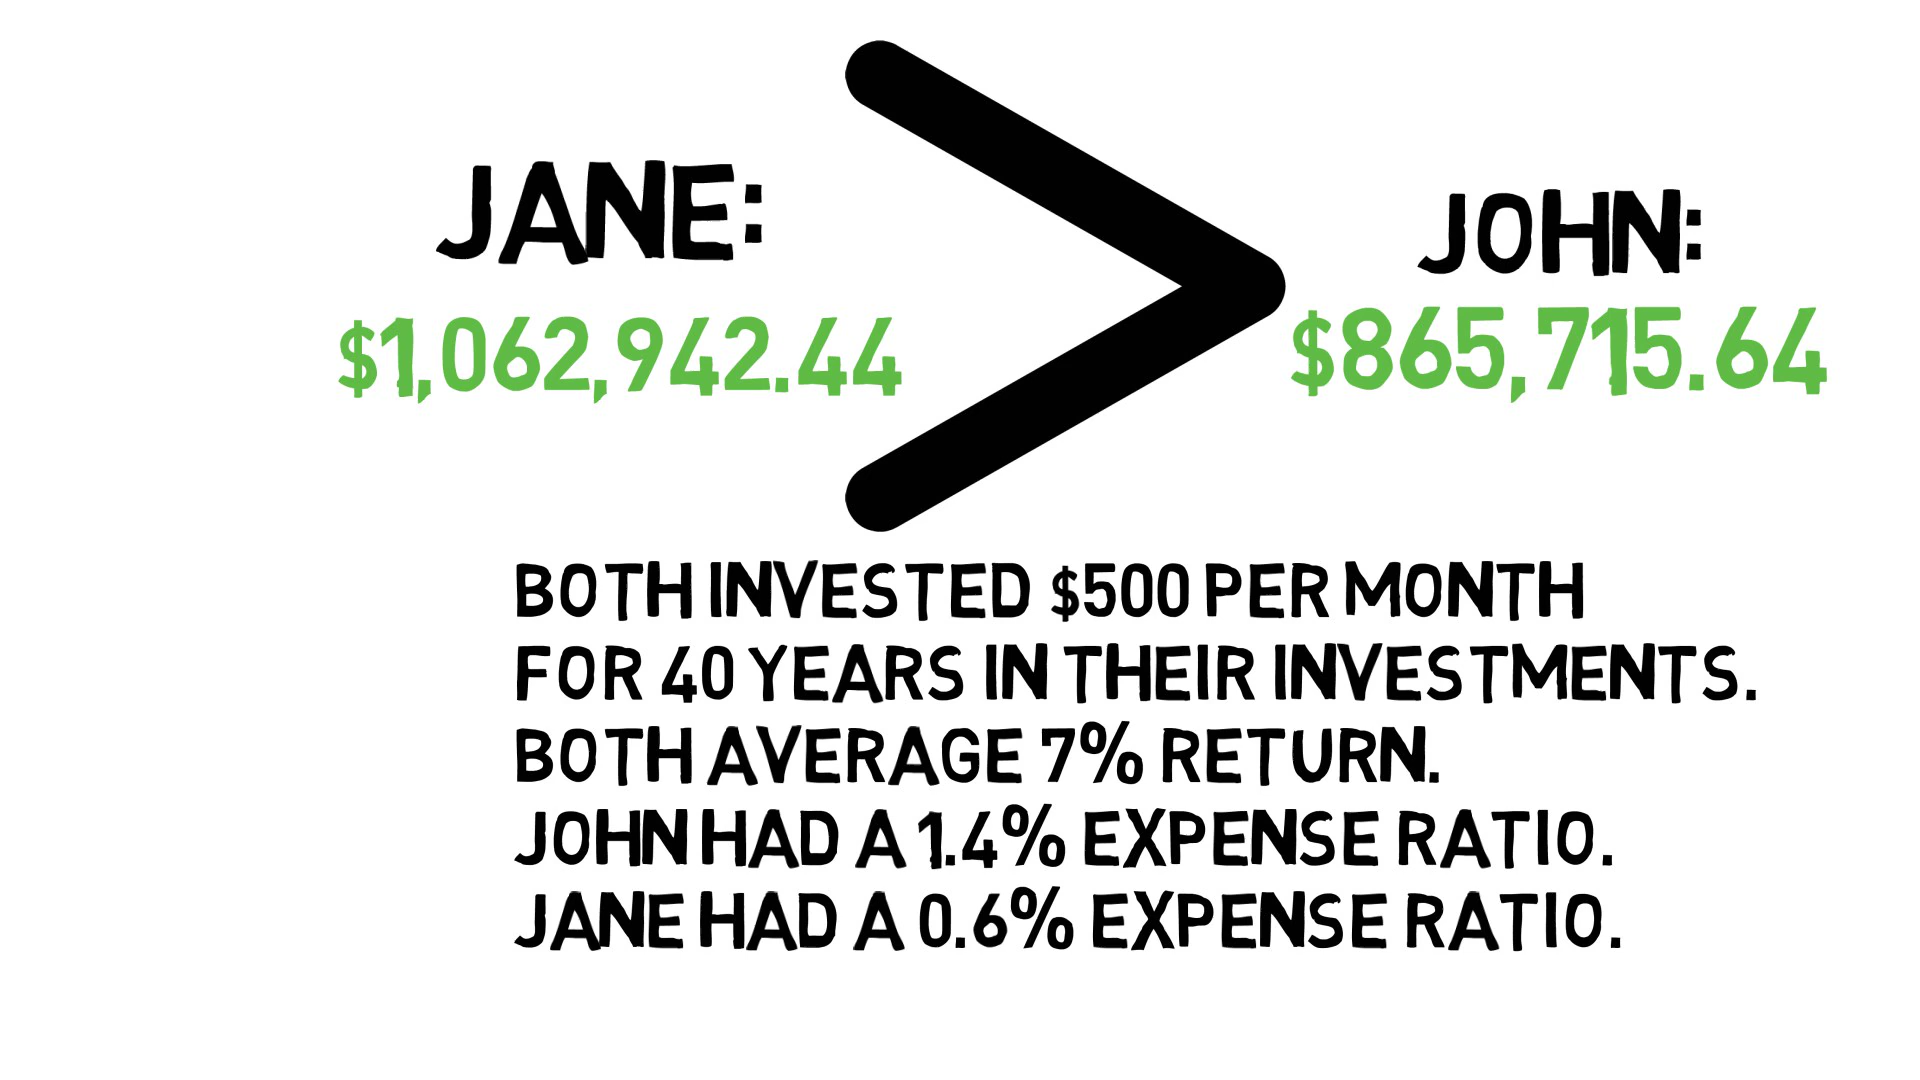 JANE:
$1,062,942.44
>
JOHN:
$865,715.64
BOTH INVESTED $500 PER MONTH
FOR 40 YEARS IN THEIR INVESTMENTS.
BOTH AVERAGE 7% RETURN.
JOHN HAD A 1.4% EXPENSE RATIO.
JANE HAD A 0.6% EXPENSE RATIO.